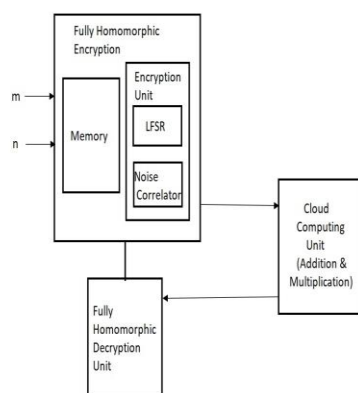 Fully Homomorphic
Encryption
m
n
Memory
Encryption
Unit
LFSR
Noise
Correlator
Cloud
Computing
Unit
(Addition &
Multiplication)
Fully
Homomorphic
Decryption
Unit